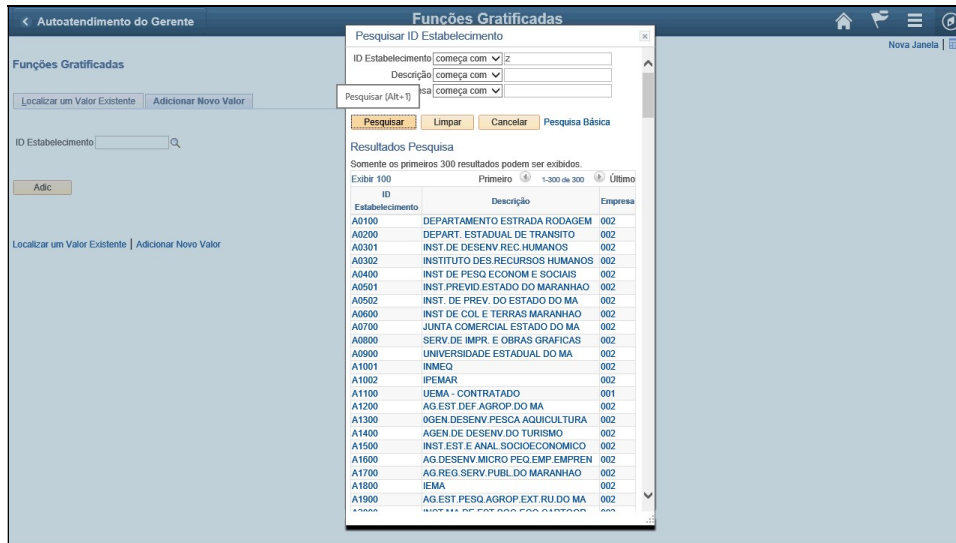 Autoatendimento do Gerente
Funções Gratificadas
Nova Janela
Funções Gratificadas
Localizar um Valor Existente
Adicionar Novo Valor
ID Estabelecimento
Adic
Localizar um Valor Existente | Adicionar Novo Valor
Pesquisar ID Estabelecimento
ID Estabelecimento começa com z
Descrição começa com
começa com
Pesquisar (Alt+1)
Pesquisar Limpar Cancelar Pesquisa Básica
Resultados Pesquisa
Somente os primeiros 300 resultados podem ser exibidos.
Exibir 100 Primeiro 1-300 de 300 Último
ID Estabelecimento Descrição Empresa
A0100 DEPARTAMENTO ESTRADA RODAGEM 002
A0200 DEPART. ESTADUAL DE TRANSITO 002
A0301 INST.DE DESENV.REC.HUMANOS 002
A0302 INSTITUTO DES.RECURSOS HUMANOS 002
A0400 INST DE PESQ ECONOM E SOCIAIS 002
A0501 INST.PREVID.ESTADO DO MARANHAO 002
A0502 INST. DE PREV. DO ESTADO DO MA 002
A0600 INST DE COL E TERRAS MARANHAO 002
A0700 JUNTA COMERCIAL ESTADO DO MA 002
A0800 SERV.DE IMPR. E OBRAS GRAFICAS 002
A0900 UNIVERSIDADE ESTADUAL DO MA 002
A1001 INMEQ 002
A1002 IPEMAR 002
A1100 UEMA - CONTRATADO 001
A1200 AG.EST.DEF.AGROP.DO MA 002
A1300 0GEN.DESENV.PESCA AQUICULTURA 002
A1400 AGEN.DE DESENV.DO TURISMO 002
A1500 INST.EST.E ANAL.SOCIOECONOMICO 002
A1600 AG.DESENV.MICRO PEQ.EMP.EMPREN 002
A1700 AG.REG.SERV.PUBL.DO MARANHAO 002
A1800 IEMA 002
A1900 AG.EST.PESQ.AGROP.EXT.RU.DO MA 002